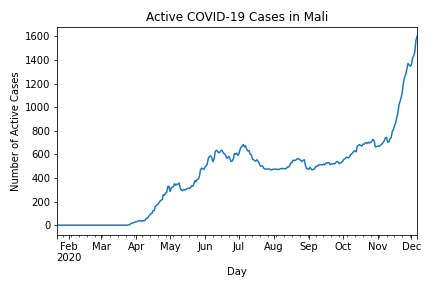 Active COVID-19 Cases in Mali
Number of Active Cases
1600
1400
1200
1000
800
600
400
200
0
Feb Mar Apr May Jun Jul Aug Sep Oct Nov Dec
2020
Day